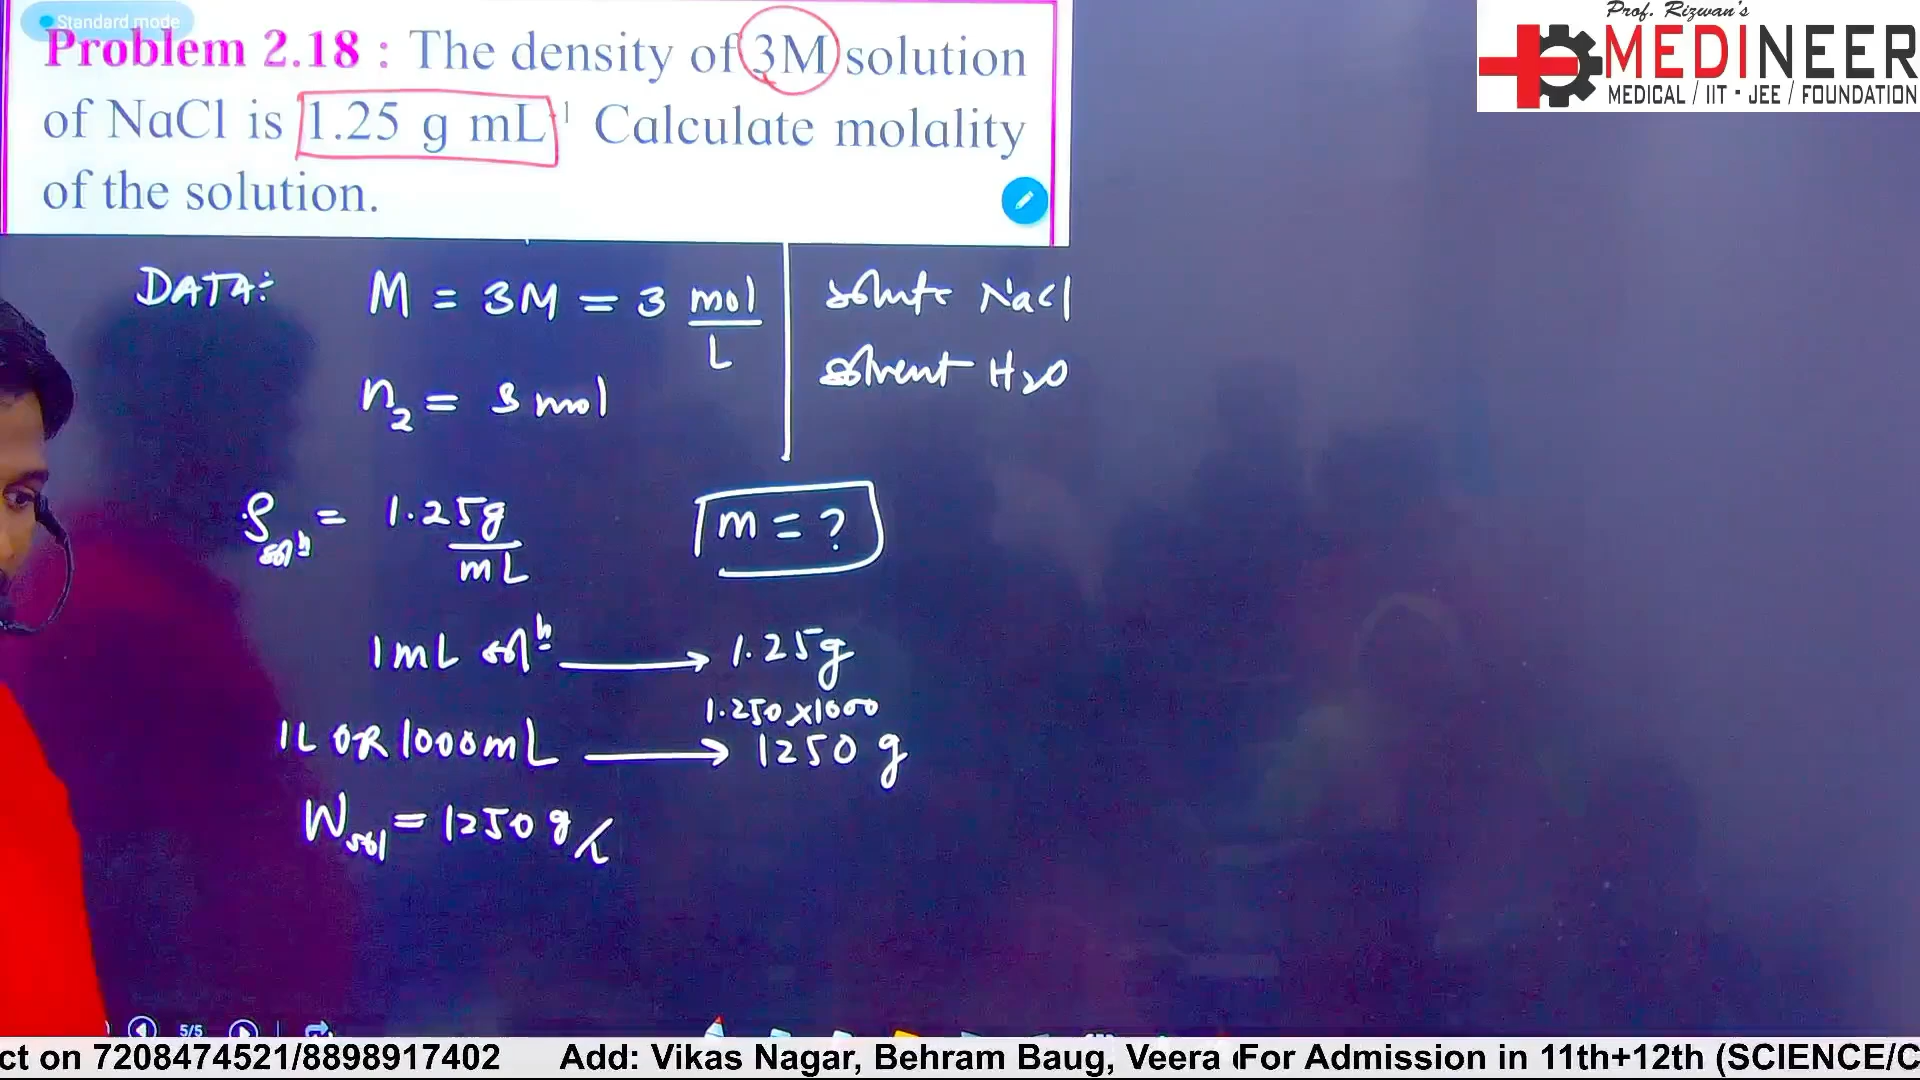 Standard mode
Problem 2.18 : The density of 3M solution
of NaCl is 1.25 g mL⁻¹ Calculate molality
of the solution.
Prof. Rizwan's
MEDINEER
MEDICAL / IIT - JEE / FOUNDATION
DATA:
M = 3M = 3 mol
L
n₂ = 3 mol
solute NaCl
solvent H₂O
ρsolⁿ = 1.25g
mL
m = ?
1mL solⁿ → 1.25g
1.250 x 1000
1L OR 1000mL → 1250 g
Wsol = 1250 g/L
5/5
ct on 7208474521/8898917402 Add: Vikas Nagar, Behram Baug, Veera For Admission in 11th+12th (SCIENCE/C